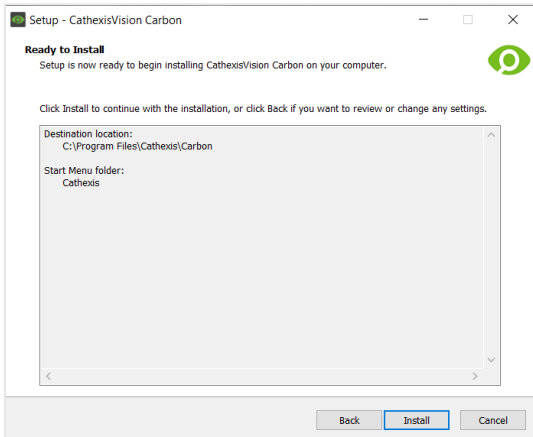 Setup - CathexisVision Carbon
Ready to Install
Setup is now ready to begin installing CathexisVision Carbon on your computer.
Click Install to continue with the installation, or click Back if you want to review or change any settings.
Destination location:
C:\Program Files\Cathexis\Carbon
Start Menu folder:
Cathexis
Back Install Cancel